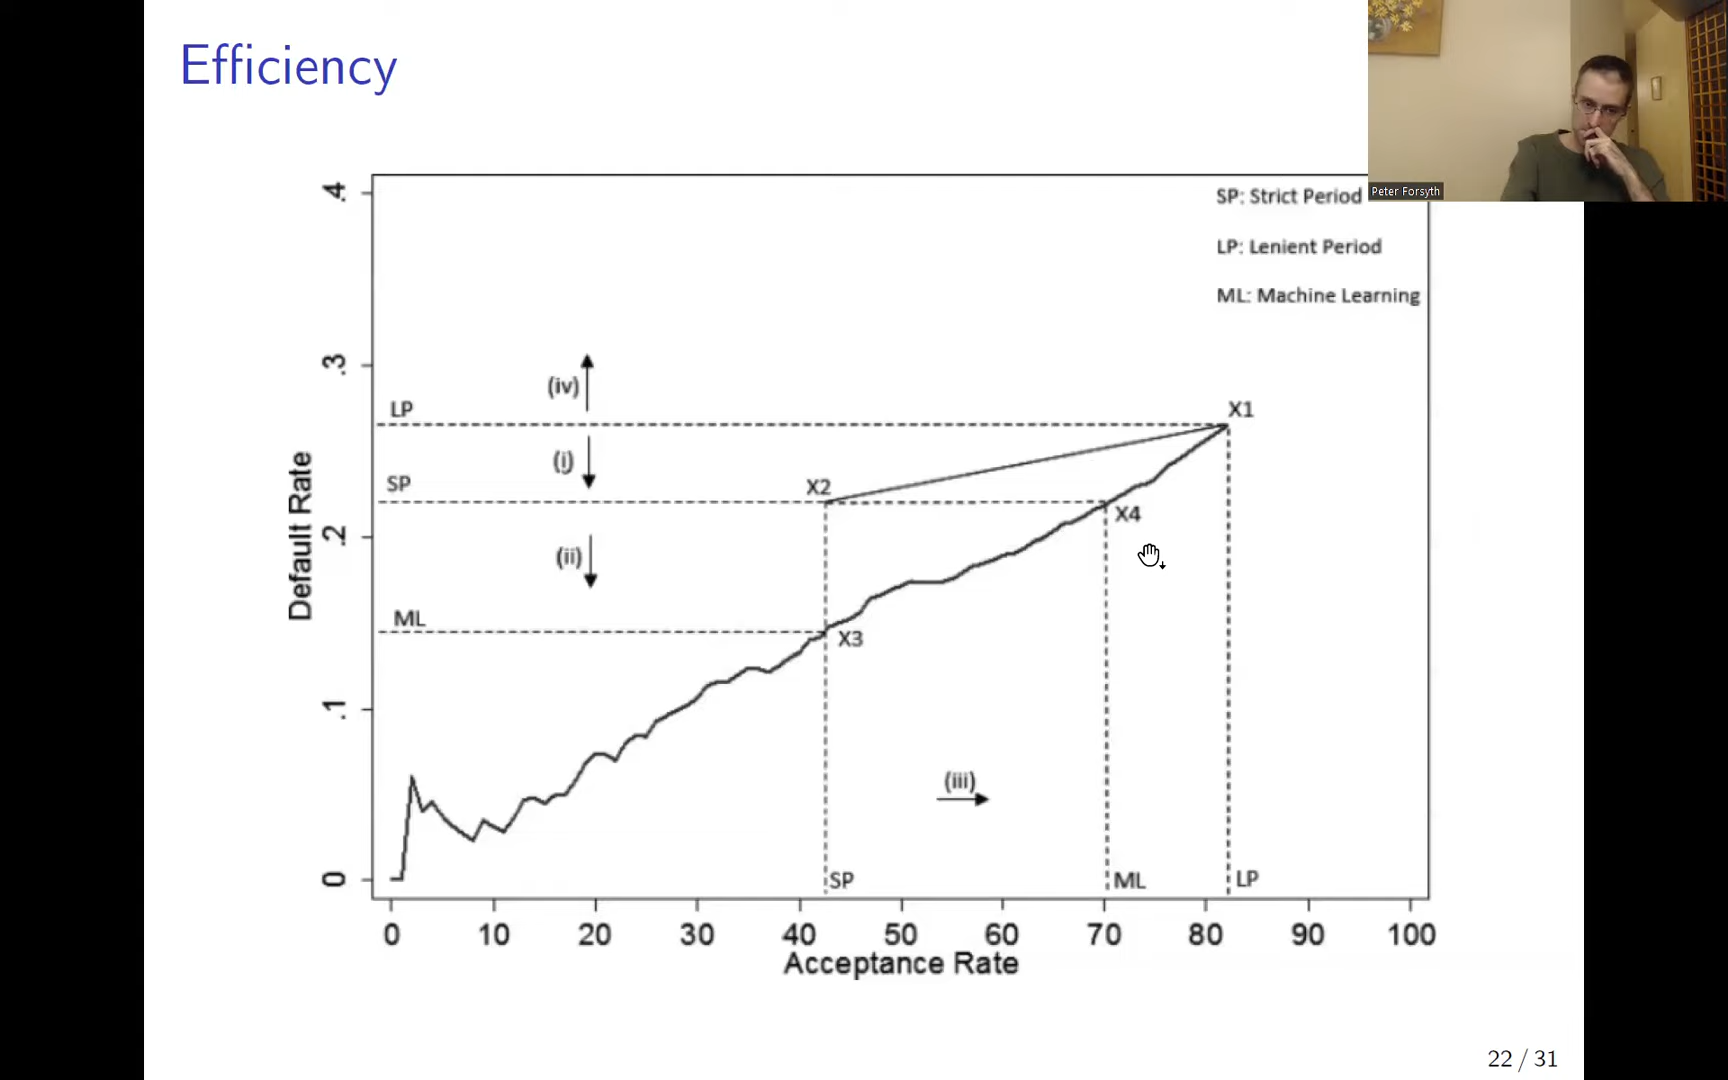 Efficiency
Peter Forsyth
SP: Strict Period
LP: Lenient Period
ML: Machine Learning
.4
.3
.2
.1
0
Default Rate
(iv)
LP
X1
(i)
SP
X2
X4
(ii)
ML
X3
(iii)
SP
ML
LP
0 10 20 30 40 50 60 70 80 90 100
Acceptance Rate
22 / 31